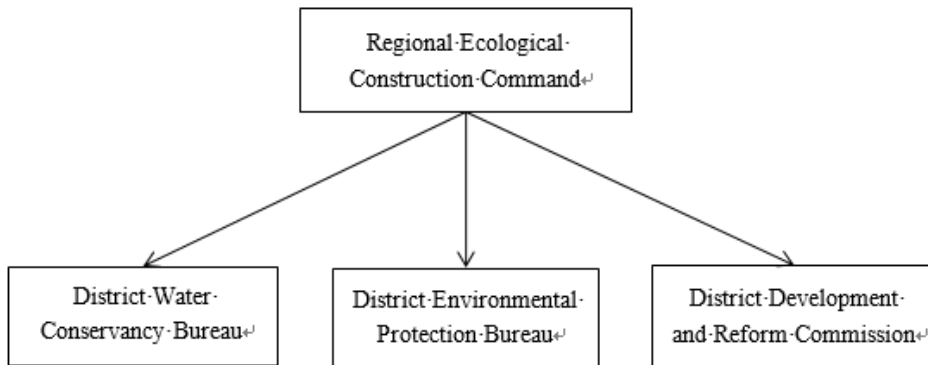 Regional·Ecological·
Construction·Command↵
District·Water·
Conservancy·Bureau↵
District·Environmental·
Protection·Bureau↵
District·Development·
and·Reform·Commission↵